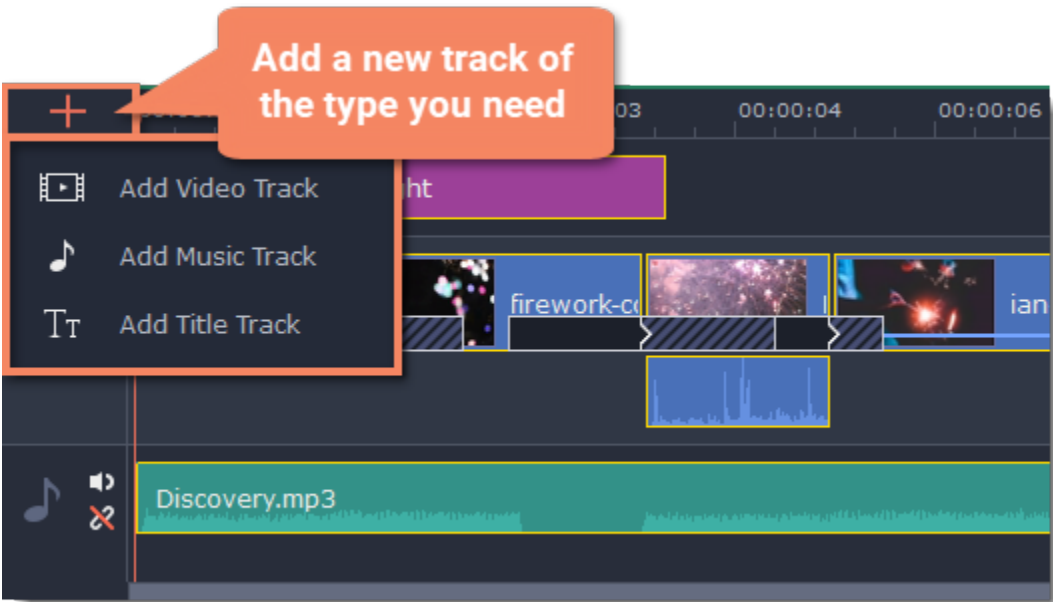 Add a new track of
the type you need
03
00:00:04
00:00:06
Add Video Track
ght
Add Music Track
firework-co
ian
Tт Add Title Track
Discovery.mp3